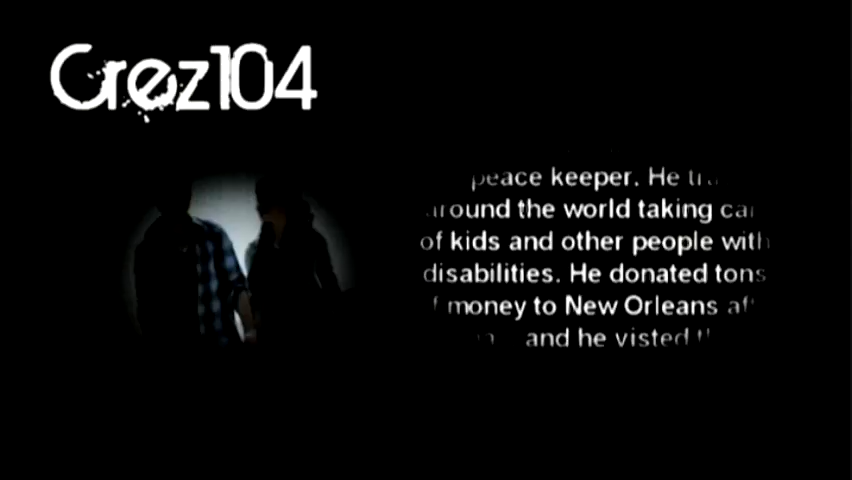 Crez104
peace keeper. He
around the world taking
of kids and other people with
disabilities. He donated tons
money to New Orleans
and he visted